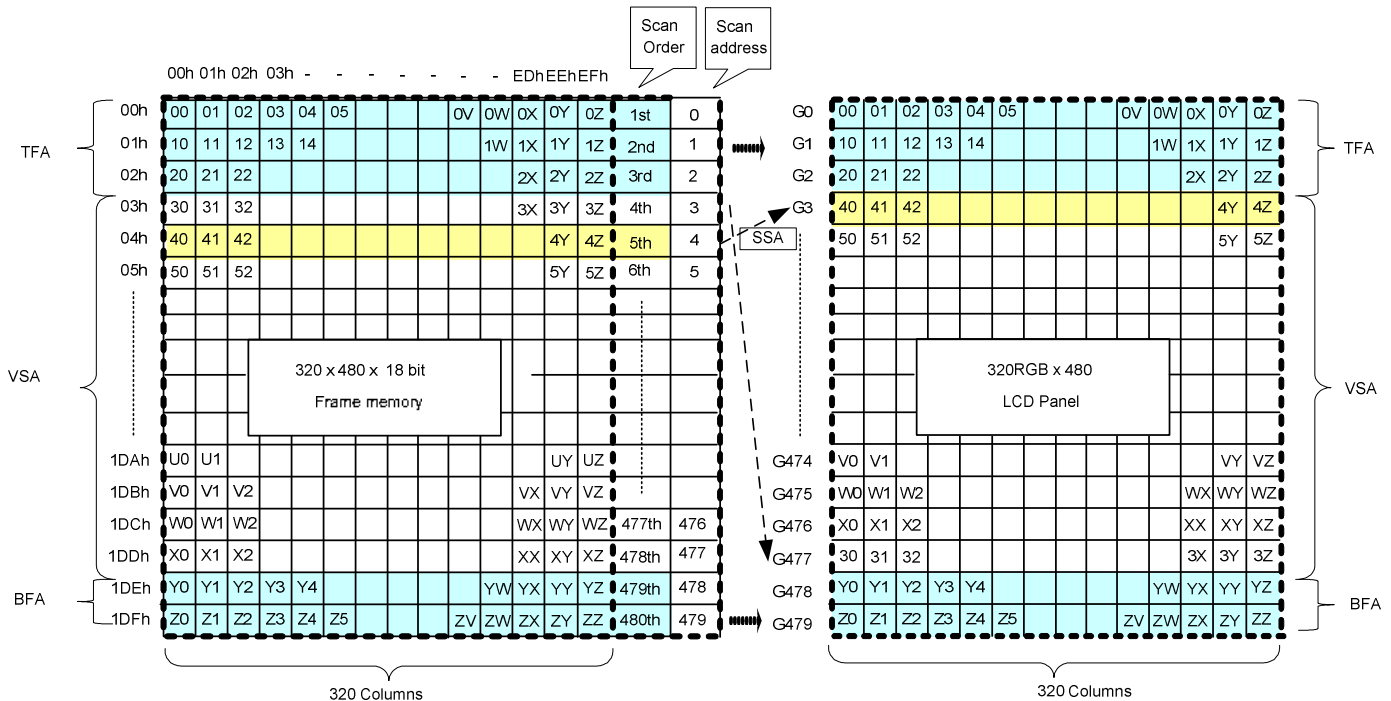 Scan Order
Scan address
00h 01h 02h 03h - - - - - - - EDh EEh EFh
00h 00 01 02 03 04 05 0V 0W 0X 0Y 0Z 1st 0
01h 10 11 12 13 14 1W 1X 1Y 1Z 2nd 1
02h 20 21 22 2X 2Y 2Z 3rd 2
03h 30 31 32 3X 3Y 3Z 4th 3
04h 40 41 42 4Y 4Z 5th 4
05h 50 51 52 5Y 5Z 6th 5
TFA
VSA
BFA
320 x 480 x 18 bit
Frame memory
1DAh U0 U1 UY UZ
1DBh V0 V1 V2 VX VY VZ
1DCh W0 W1 W2 WX WY WZ 477th 476
1DDh X0 X1 X2 XX XY XZ 478th 477
1DEh Y0 Y1 Y2 Y3 Y4 YW YX YY YZ 479th 478
1DFh Z0 Z1 Z2 Z3 Z4 Z5 ZV ZW ZX ZY ZZ 480th 479
320 Columns
SSA
G0 00 01 02 03 04 05 0V 0W 0X 0Y 0Z
G1 10 11 12 13 14 1W 1X 1Y 1Z
G2 20 21 22 2X 2Y 2Z
G3 40 41 42 4Y 4Z
50 51 52 5Y 5Z
320RGB x 480
LCD Panel
G474 V0 V1 VY VZ
G475 W0 W1 W2 WX WY WZ
G476 X0 X1 X2 XX XY XZ
G477 30 31 32 3X 3Y 3Z
G478 Y0 Y1 Y2 Y3 Y4 YW YX YY YZ
G479 Z0 Z1 Z2 Z3 Z4 Z5 ZV ZW ZX ZY ZZ
TFA
VSA
BFA
320 Columns